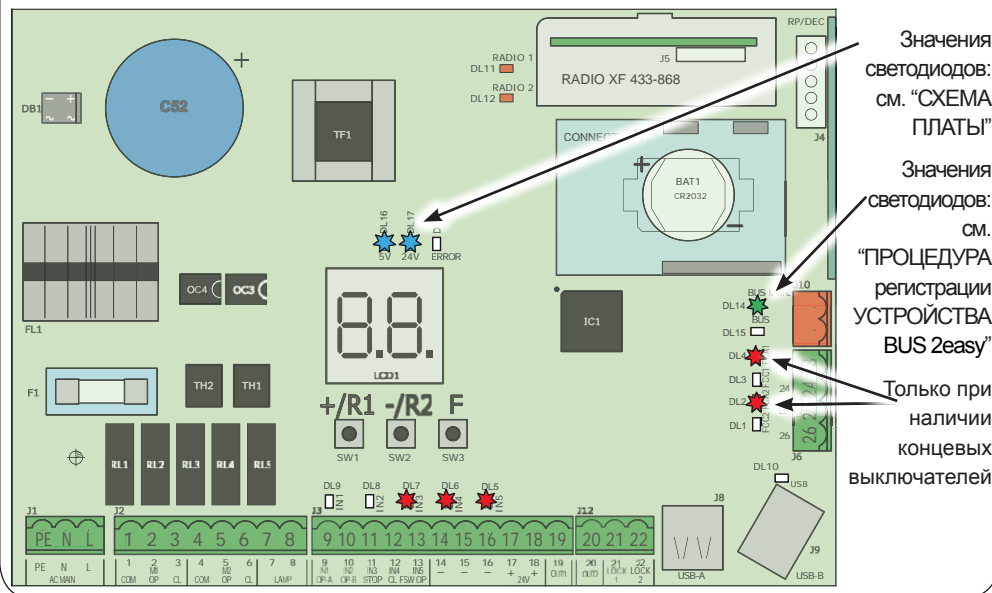 RP/DEC
Значения
светодиодов:
см. “СХЕМА
ПЛАТЫ”
RADIO 1
DL11
RADIO 2
DL12
J5
RADIO XF 433-868
J4
DB1
C52
TF1
CONNECT
BAT1
CR2032
Значения
светодиодов:
см.
“ПРОЦЕДУРА
регистрации
УСТРОЙСТВА
BUS 2easy”
DL16
DL17
5V
24V
ERROR
FL1
OC4
OC3
IC1
BUS
DL14
BUS
DL15
DL4
DL3
FCC1
DL2
DL1
FCC2
24
26
J6
8.8.
LCD1
F1
TH2
TH1
+/R1 -/R2 F
SW1
SW2
SW3
Только при
наличии
концевых
выключателей
RL1
RL2
RL3
RL4
RL5
DL10
USB
DL9
IN1
DL8
IN2
DL7
IN3
DL6
IN4
DL5
IN5
J1
J2
J3
J12
J8
J9
PE N L
1 2 3 4 5 6 7 8
9 10 11 12 13 14 15 16 17 18 19
20 21 22
PE N L
AC MAIN
1 2 3 4 5 6 7 8
M1
M2
COM OP CL COM OP CL LAMP
9 10 11 12 13 14 15 16 17 18 19 20 21 22
IN1 IN2 IN3 IN4 IN5 – – – + + OUT1 OUT2 LOCK LOCK
OP-A OP-B STOP CL FSW OP 24V 1 2
USB-A
USB-B